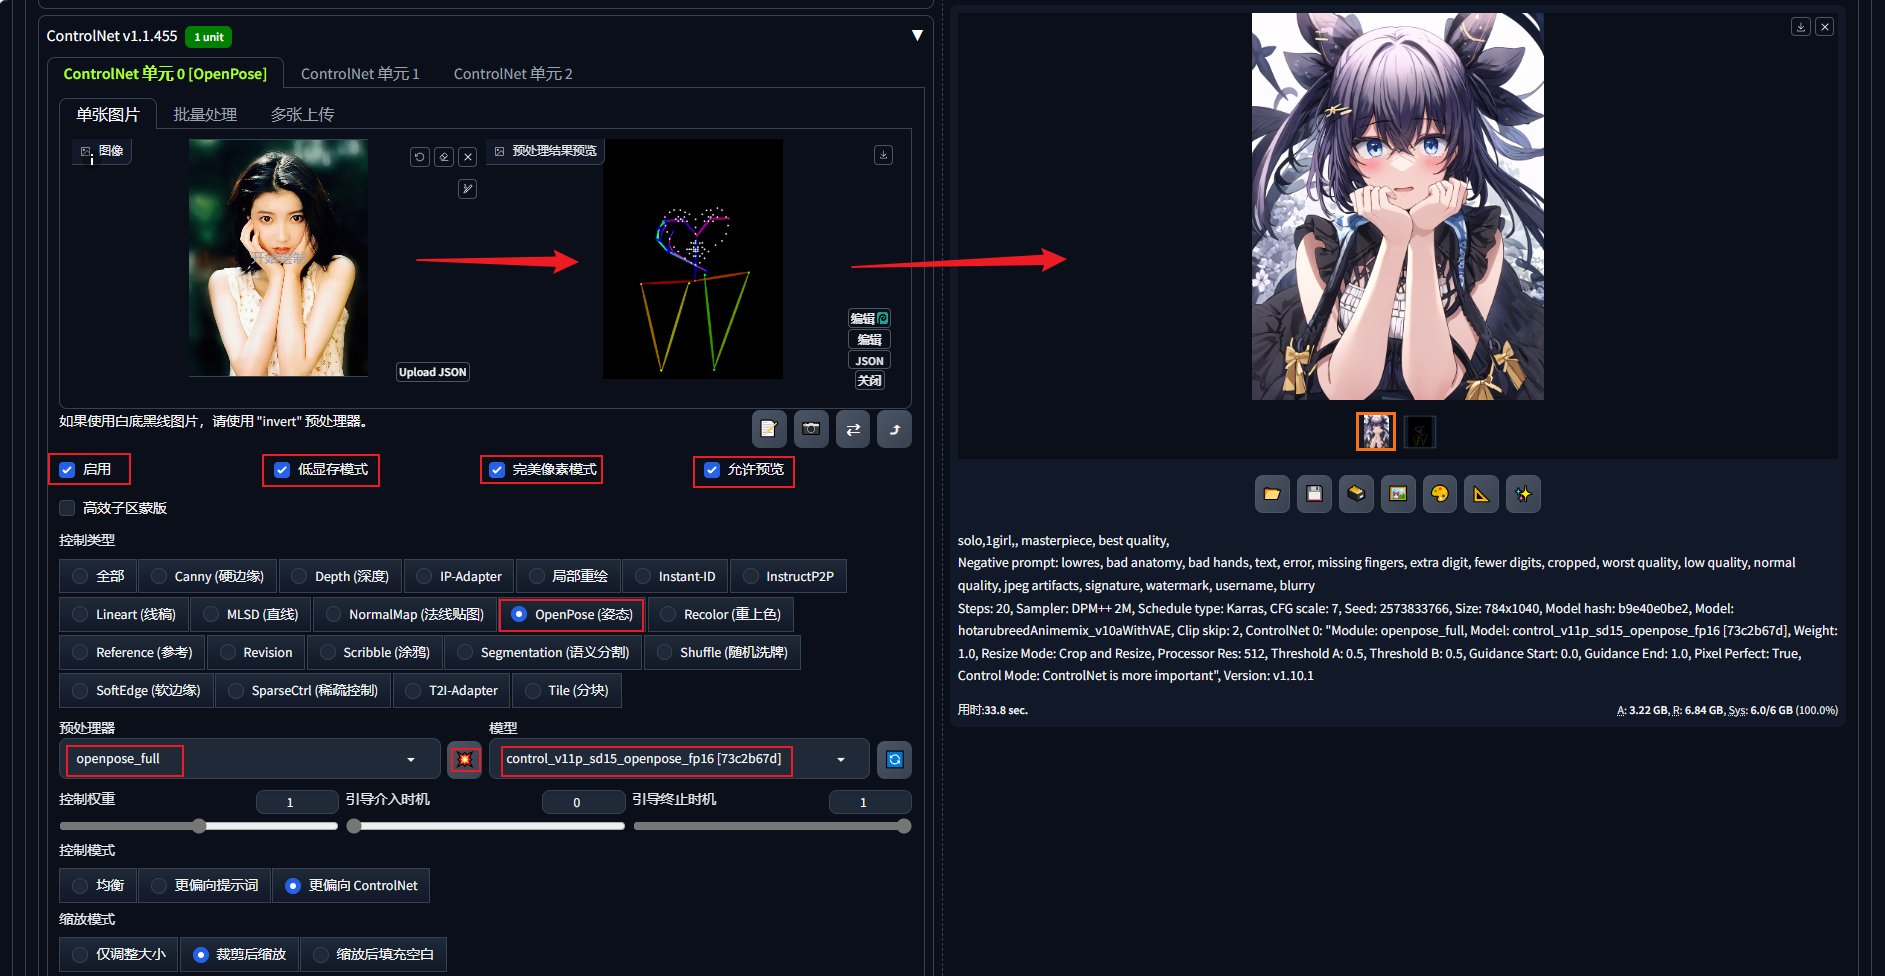 ControlNet v1.1.455 1 unit ▼
ControlNet 单元 0 [OpenPose] ControlNet 单元 1 ControlNet 单元 2
单张图片 批量处理 多张上传
图像
预处理结果预览
编辑
编辑
JSON
关闭
Upload JSON
如果使用白底黑线图片，请使用 "invert" 预处理器。
启用 低显存模式 完美像素模式 允许预览
高效子区蒙版
控制类型
全部 Canny (硬边缘) Depth (深度) IP-Adapter 局部重绘 Instant-ID InstructP2P
Lineart (线稿) MLSD (直线) NormalMap (法线贴图) OpenPose (姿态) Recolor (重上色)
Reference (参考) Revision Scribble (涂鸦) Segmentation (语义分割) Shuffle (随机洗牌)
SoftEdge (软边缘) SparseCtrl (稀疏控制) T2I-Adapter Tile (分块)
预处理器 模型
openpose_full control_v11p_sd15_openpose_fp16 [73c2b67d]
控制权重 1 引导介入时机 0 引导终止时机 1
控制模式
均衡 更偏向提示词 更偏向 ControlNet
缩放模式
仅调整大小 裁剪后缩放 缩放后填充空白
solo,1girl,, masterpiece, best quality,
Negative prompt: lowres, bad anatomy, bad hands, text, error, missing fingers, extra digit, fewer digits, cropped, worst quality, low quality, normal
quality, jpeg artifacts, signature, watermark, username, blurry
Steps: 20, Sampler: DPM++ 2M, Schedule type: Karras, CFG scale: 7, Seed: 2573833766, Size: 784x1040, Model hash: b9e40e0be2, Model:
hotarubreedAnimemix_v10aWithVAE, Clip skip: 2, ControlNet 0: "Module: openpose_full, Model: control_v11p_sd15_openpose_fp16 [73c2b67d], Weight:
1.0, Resize Mode: Crop and Resize, Processor Res: 512, Threshold A: 0.5, Threshold B: 0.5, Guidance Start: 0.0, Guidance End: 1.0, Pixel Perfect: True,
Control Mode: ControlNet is more important", Version: v1.10.1
用时:33.8 sec. A: 3.22 GB, R: 6.84 GB, Sys: 6.0/6 GB (100.0%)